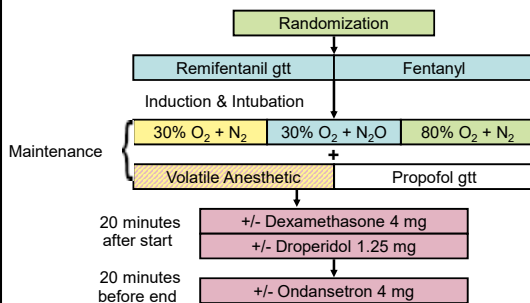 Randomization
Remifentanil gtt Fentanyl
Induction & Intubation
30% O₂ + N₂ 30% O₂ + N₂O 80% O₂ + N₂
Maintenance
+
Volatile Anesthetic Propofol gtt
20 minutes
after start
+/- Dexamethasone 4 mg
+/- Droperidol 1.25 mg
20 minutes
before end
+/- Ondansetron 4 mg